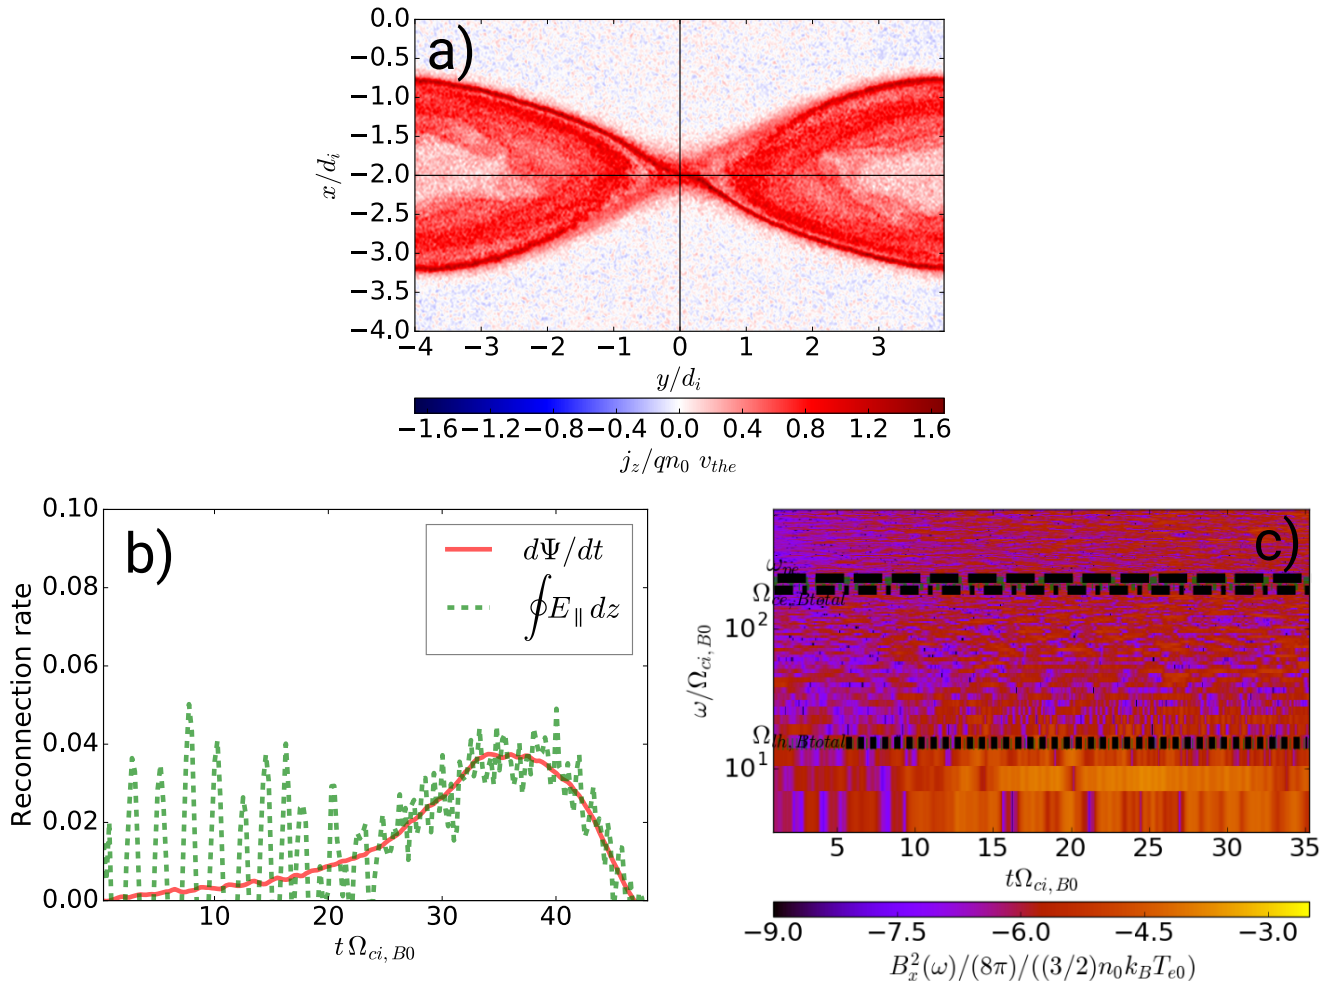 a)
0.0
−0.5
−1.0
−1.5
−2.0
−2.5
−3.0
−3.5
−4.0
x/d_i
−4 −3 −2 −1 0 1 2 3
y/d_i
−1.6 −1.2 −0.8 −0.4 0.0 0.4 0.8 1.2 1.6
j_z/qn_0 v_the
b)
0.10
0.08
0.06
0.04
0.02
0.00
Reconnection rate
dΨ/dt
∮E_∥ dz
10 20 30 40
t Ω_ci,B0
c)
ω_pe
Ω_ce,Btotal
10^2
Ω_lh,Btotal
10^1
ω/Ω_ci,B0
5 10 15 20 25 30 35
tΩ_ci,B0
−9.0 −7.5 −6.0 −4.5 −3.0
B_x^2(ω)/(8π)/((3/2)n_0k_BT_e0)